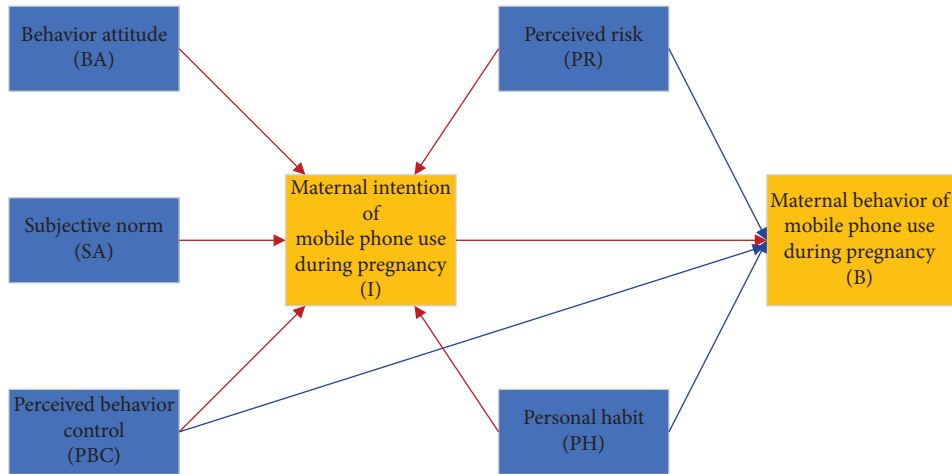 Behavior attitude
(BA)
Perceived risk
(PR)
Maternal intention
of
mobile phone use
during pregnancy
(I)
Maternal behavior of
mobile phone use
during pregnancy
(B)
Subjective norm
(SA)
Perceived behavior
control
(PBC)
Personal habit
(PH)